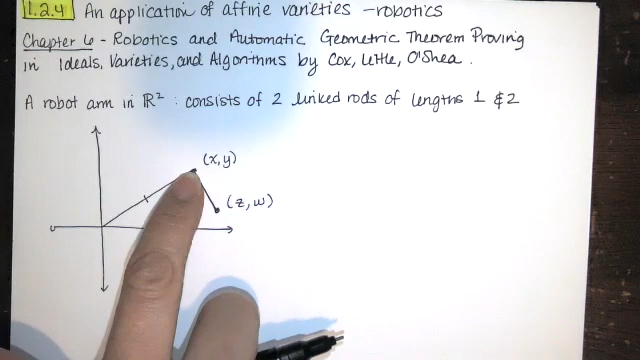 1.2.4 An application of affine varieties - robotics
Chapter 6 - Robotics and Automatic Geometric Theorem Proving
in Ideals, Varieties, and Algorithms by Cox, Little, O'Shea.
A robot arm in ℝ² : consists of 2 linked rods of lengths 1 & 2
(x,y)
(z,w)